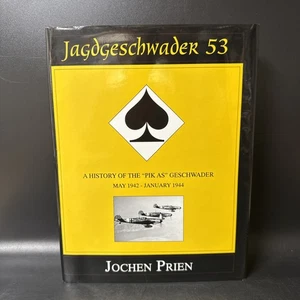 Jagdgeschwader 53
A HISTORY OF THE "PIK AS" GESCHWADER
MAY 1942 - JANUARY 1944
JOCHEN PRIEN